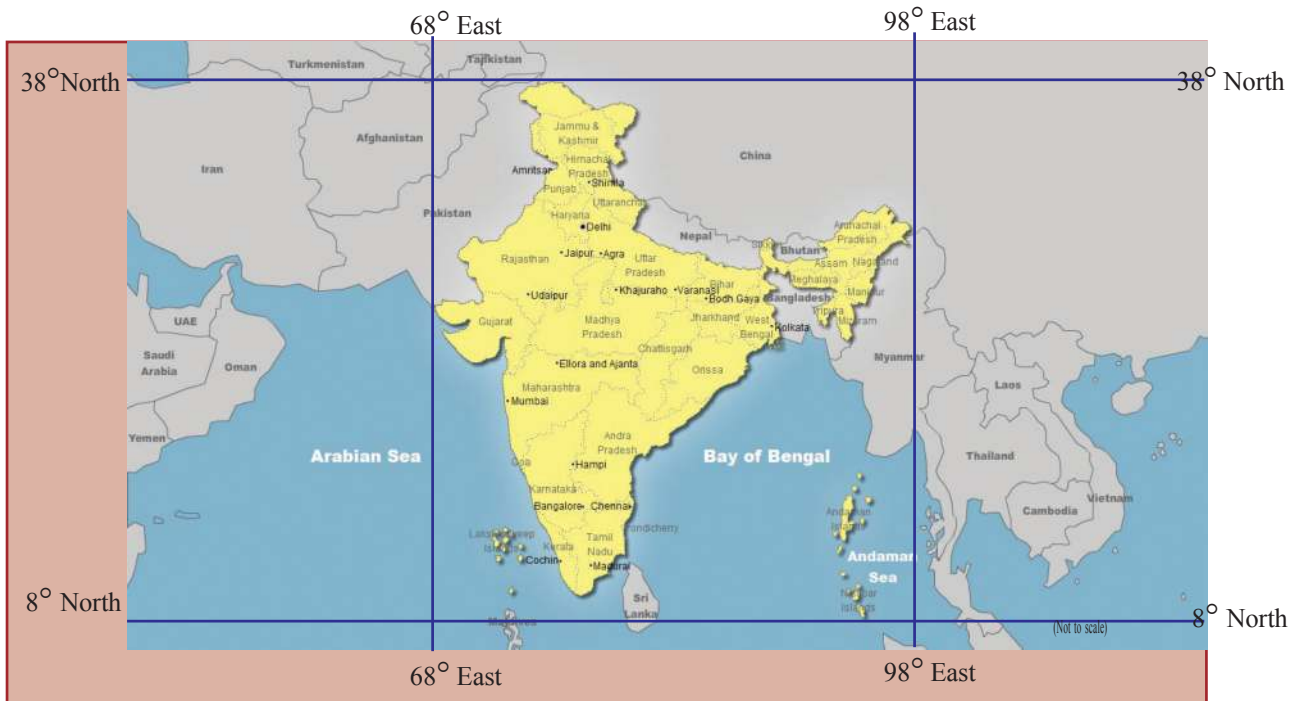 68° East
98° East
38° North
38° North
Turkmenistan
Tajikistan
Jammu &
Kashmir
Afghanistan
China
Himachal
Pradesh
Iran
Amritsar
Shimla
Punjab
Uttaranchal
Pakistan
Haryana
Delhi
Nepal
Arunachal
Pradesh
Bhutan
Jaipur
Agra
Uttar
Pradesh
Rajasthan
Assam
Nagaland
Meghalaya
Bihar
Udaipur
Khajuraho
Varanasi
Bodh Gaya
Bangladesh
Manipur
Tripura
Mizoram
Jharkhand
West
Bengal
Kolkata
UAE
Gujarat
Madhya
Pradesh
Chattisgarh
Saudi
Arabia
Oman
Ellora and Ajanta
Orissa
Myanmar
Laos
Maharashtra
Mumbai
Yemen
Andra
Pradesh
Arabian Sea
Bay of Bengal
Thailand
Goa
Hampi
Karnataka
Bangalore
Chennai
Vietnam
Cambodia
Andaman
Islands
Pondicherry
Kerala
Tamil
Nadu
Cochin
Madurai
Andaman
Sea
8° North
Sri
Lanka
Islands
Maldives
(Not to scale)
8° North
68° East
98° East